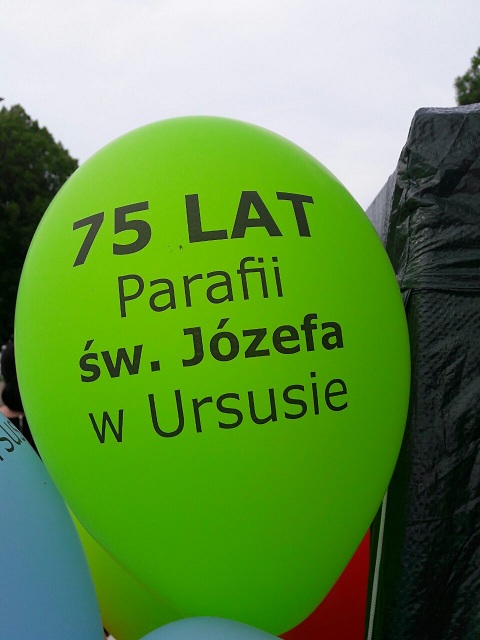 75 LAT
Parafii
św. Józefa
w Ursusie